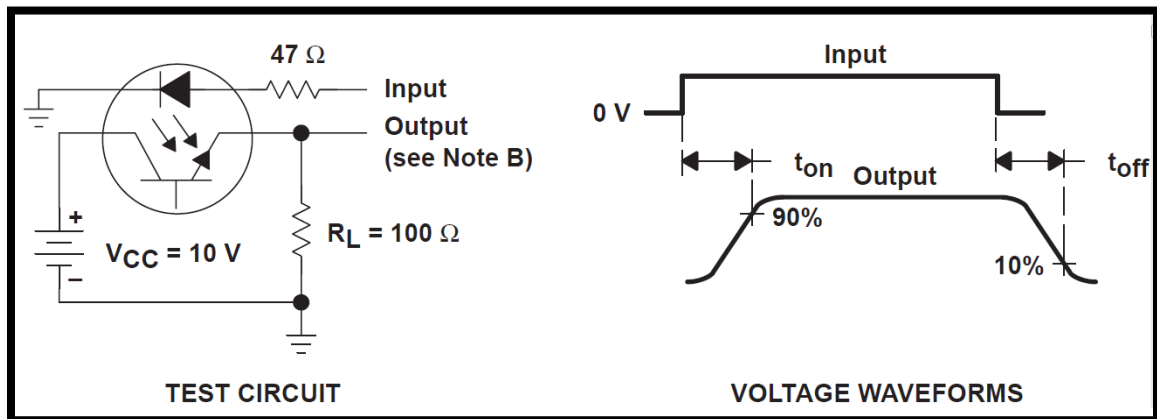 47 Ω
Input
Output
(see Note B)
+
VCC = 10 V
−
RL = 100 Ω
TEST CIRCUIT
Input
0 V
ton
toff
Output
90%
10%
VOLTAGE WAVEFORMS